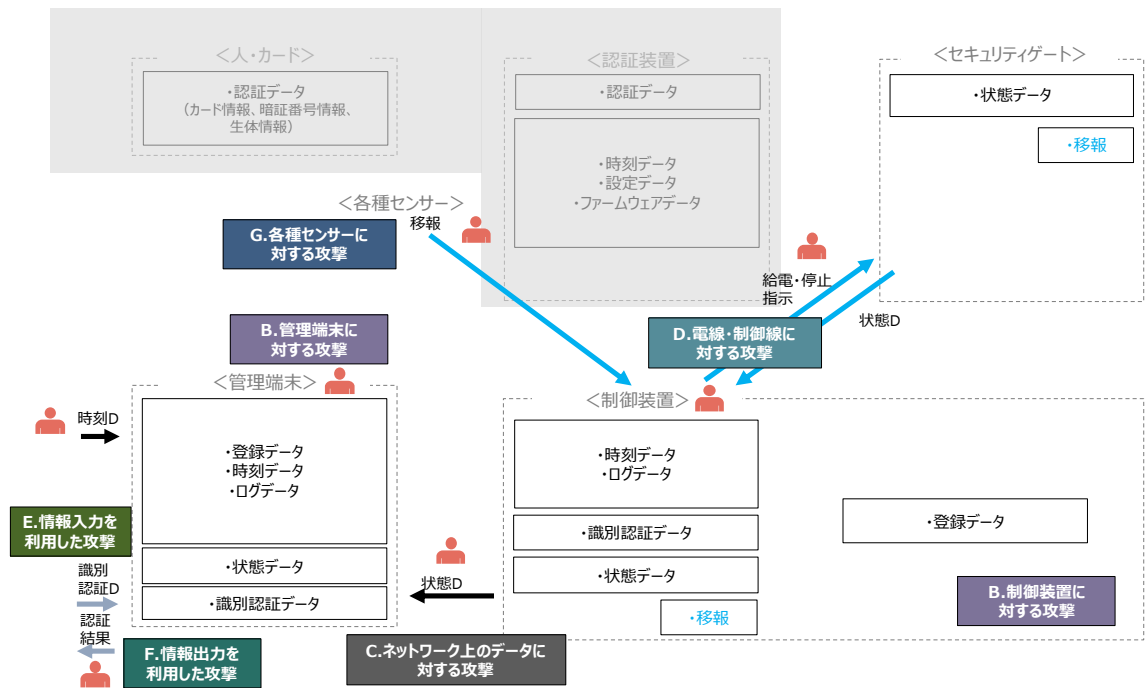 ＜人・カード＞
・認証データ
（カード情報、暗証番号情報、
生体情報）
＜認証装置＞
・認証データ
・時刻データ
・設定データ
・ファームウェアデータ
＜セキュリティゲート＞
・状態データ
・移報
＜各種センサー＞
移報
G.各種センサーに
対する攻撃
給電・停止
指示
状態D
D.電線・制御線に
対する攻撃
B.管理端末に
対する攻撃
＜管理端末＞
時刻D
・登録データ
・時刻データ
・ログデータ
・状態データ
・識別認証データ
E.情報入力を
利用した攻撃
識別
認証D
認証
結果
F.情報出力を
利用した攻撃
状態D
C.ネットワーク上のデータに
対する攻撃
＜制御装置＞
・時刻データ
・ログデータ
・識別認証データ
・状態データ
・移報
・登録データ
B.制御装置に
対する攻撃